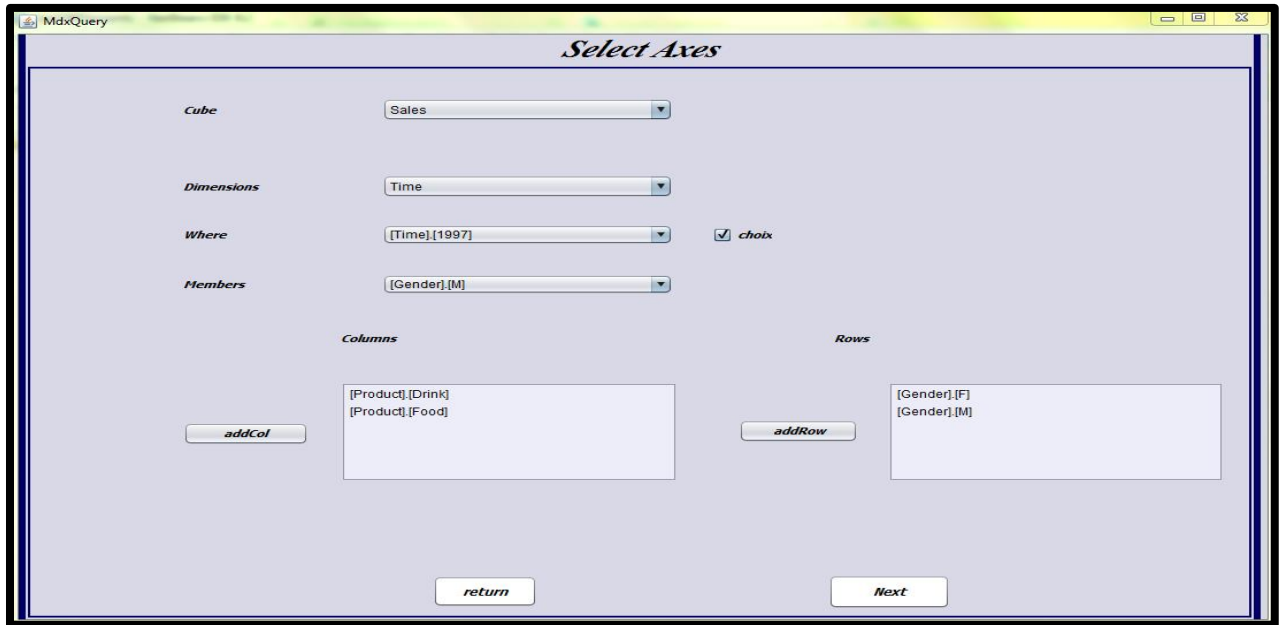 MdxQuery
Select Axes
Cube Sales
Dimensions Time
Where [Time].[1997] choix
Members [Gender].[M]
Columns Rows
[Product].[Drink] [Gender].[F]
[Product].[Food] [Gender].[M]
addCol addRow
return Next